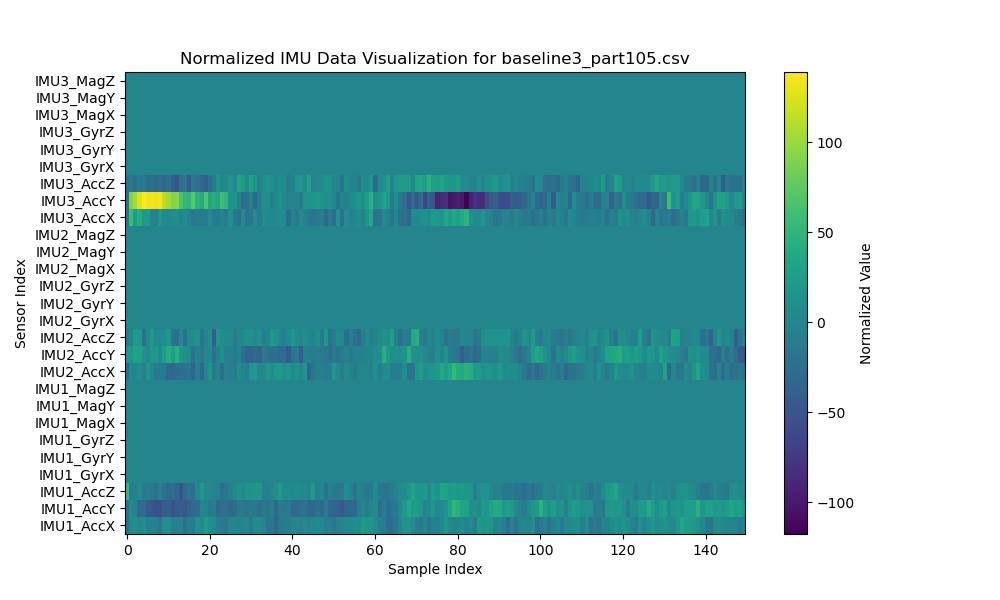 Normalized IMU Data Visualization for baseline3_part105.csv
IMU3_MagZ
IMU3_MagY
IMU3_MagX
IMU3_GyrZ
IMU3_GyrY
IMU3_GyrX
IMU3_AccZ
IMU3_AccY
IMU3_AccX
IMU2_MagZ
IMU2_MagY
IMU2_MagX
IMU2_GyrZ
IMU2_GyrY
IMU2_GyrX
IMU2_AccZ
IMU2_AccY
IMU2_AccX
IMU1_MagZ
IMU1_MagY
IMU1_MagX
IMU1_GyrZ
IMU1_GyrY
IMU1_GyrX
IMU1_AccZ
IMU1_AccY
IMU1_AccX
Sensor Index
0 20 40 60 80 100 120 140
Sample Index
100
50
0
−50
−100
Normalized Value